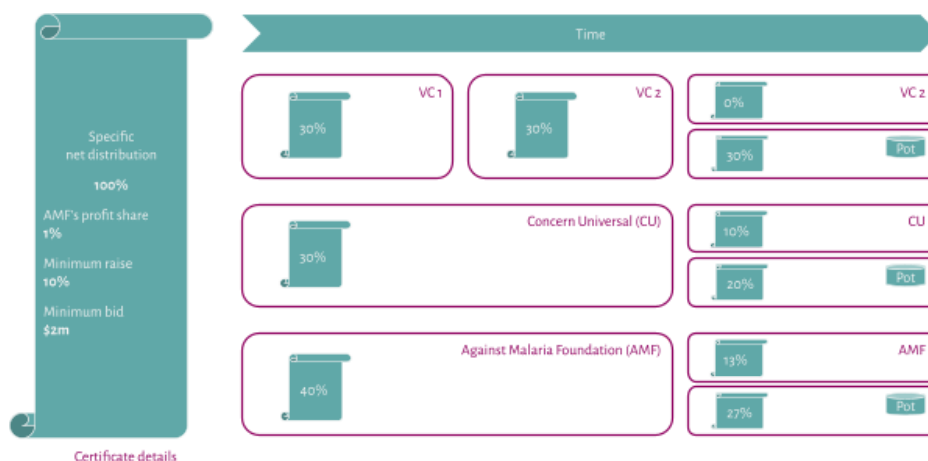 Time
Specific
net distribution
100%
AMF's profit share
1%
Minimum raise
10%
Minimum bid
$2m
Certificate details
VC 1
30%
VC 2
30%
VC 2
0%
30%
Pot
Concern Universal (CU)
30%
CU
10%
20%
Pot
Against Malaria Foundation (AMF)
40%
AMF
13%
27%
Pot